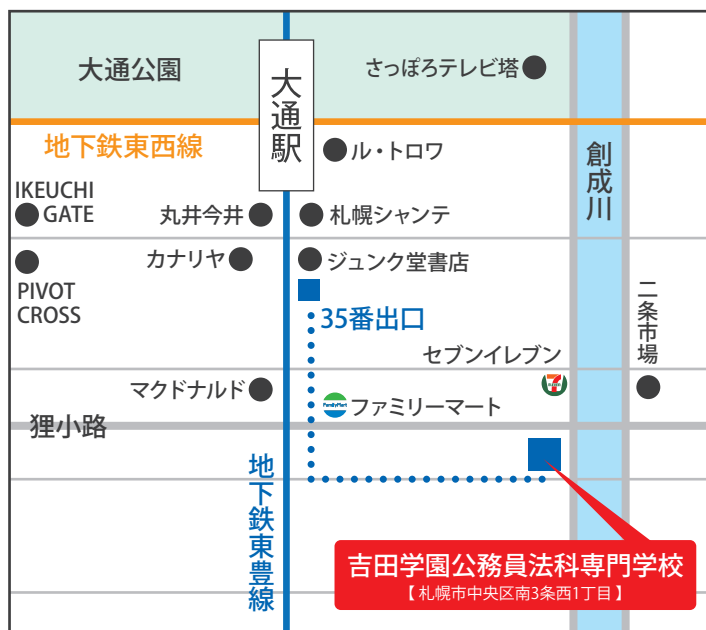 大通公園
さっぽろテレビ塔
大通駅
地下鉄東西線
ル・トロワ
創成川
IKEUCHI
GATE
丸井今井
札幌シャンテ
カナリヤ
ジュンク堂書店
PIVOT
CROSS
35番出口
二条市場
セブンイレブン
マクドナルド
FamilyMart
ファミリーマート
狸小路
地下鉄東豊線
吉田学園公務員法科専門学校
【 札幌市中央区南3条西1丁目 】